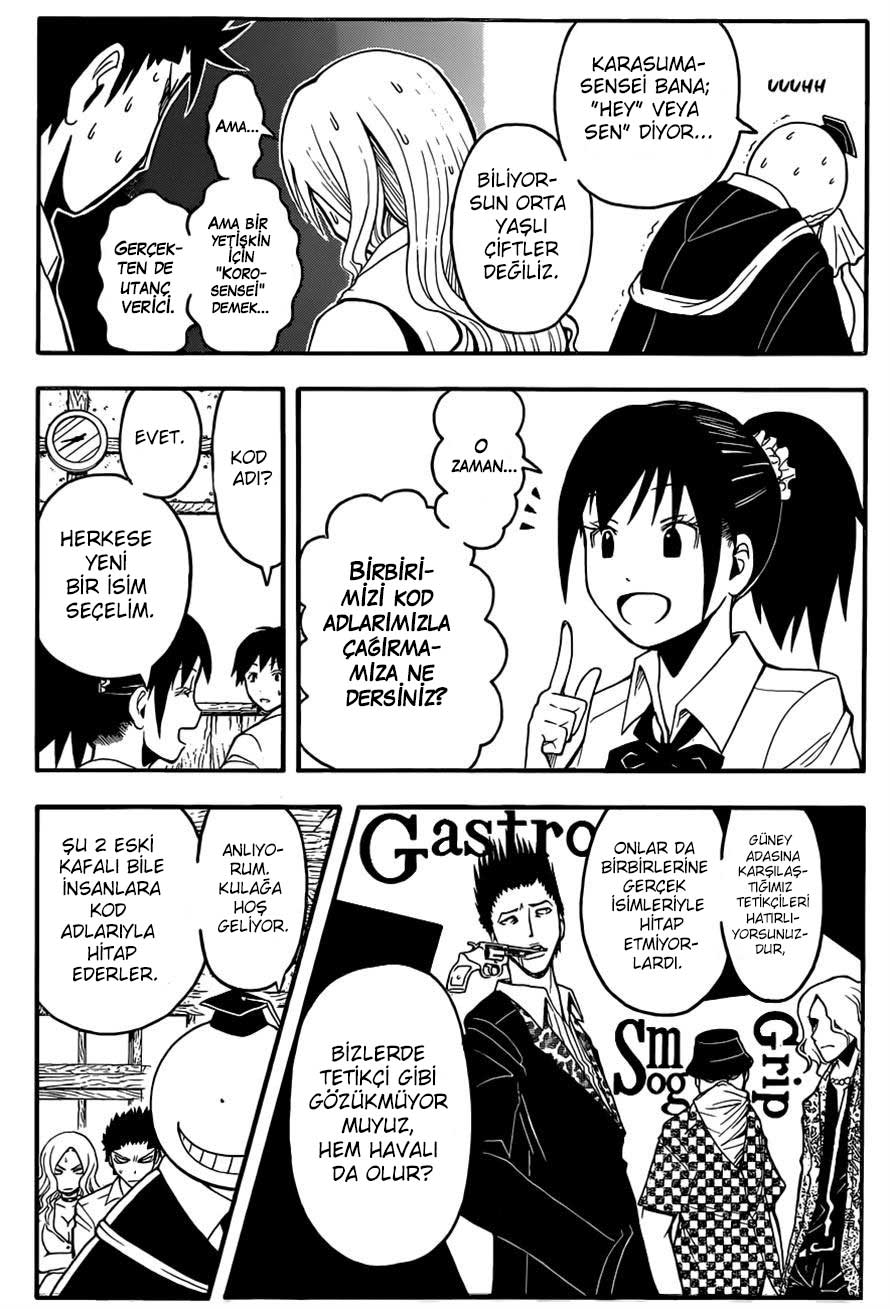 UUUHH
KARASUMA-
SENSEI BANA;
"HEY" VEYA
SEN" DİYOR...
BİLİYOR-
SUN ORTA
YAŞLI
ÇİFTLER
DEĞİLİZ.
AMA...
AMA BİR
YETİŞKİN
İÇİN
"KORO-
SENSEİ"
DEMEK...
GERÇEK-
TEN DE
UTANÇ
VERİCİ.
O
ZAMAN...
BİRBİRİ-
MİZİ KOD
ADLARIMIZLA
ÇAĞIRMA-
MIZA NE
DERSİNİZ?
KOD
ADI?
EVET.
HERKESE
YENİ
BİR İSİM
SEÇELİM.
GÜNEY
ADASINA
KARŞILAŞ-
TIĞIMIZ
TETİKÇİLERİ
HATIRLI-
YORSUNUZ-
DUR,
ONLAR DA
BİRBİRLERİNE
GERÇEK
İSİMLERİYLE
HİTAP
ETMİYOR-
LARDI.
Gastro
Smog
Grip
BİZLERDE
TETİKÇİ GİBİ
GÖZÜKMÜYOR
MUYUZ,
HEM HAVALI
DA OLUR?
ANLIYO-
RUM.
KULAĞA
HOŞ
GELİYOR.
ŞU 2 ESKİ
KAFALI BİLE
İNSANLARA
KOD
ADLARIYLA
HİTAP
EDERLER.